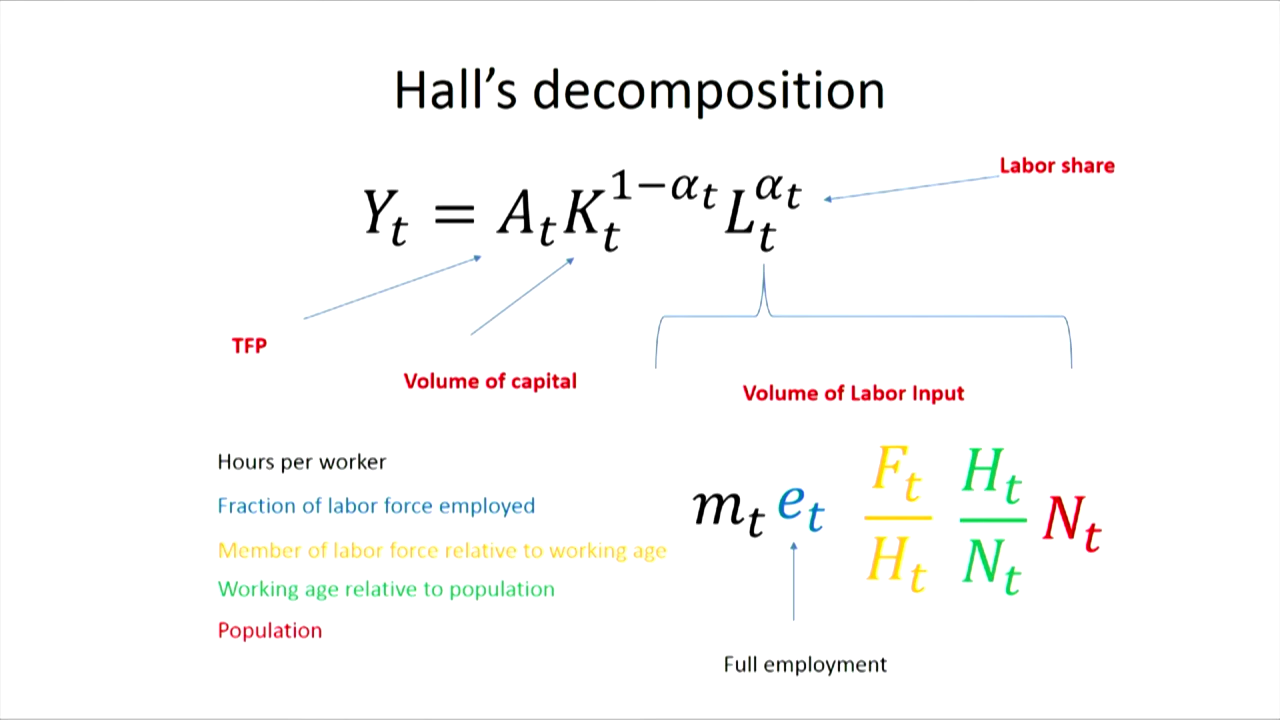 Hall's decomposition
Labor share
Y_t = A_t K_t^{1−α_t} L_t^{α_t}
TFP
Volume of capital
Volume of Labor Input
Hours per worker
Fraction of labor force employed
Member of labor force relative to working age
Working age relative to population
Population
m_t e_t F_t/H_t H_t/N_t N_t
Full employment